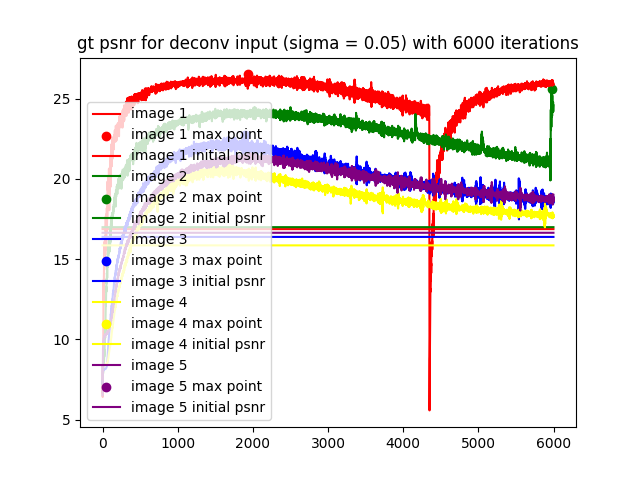 gt psnr for deconv input (sigma = 0.05) with 6000 iterations
25
20
15
10
5
image 1
image 1 max point
image 1 initial psnr
image 2
image 2 max point
image 2 initial psnr
image 3
image 3 max point
image 3 initial psnr
image 4
image 4 max point
image 4 initial psnr
image 5
image 5 max point
image 5 initial psnr
0 1000 2000 3000 4000 5000 6000